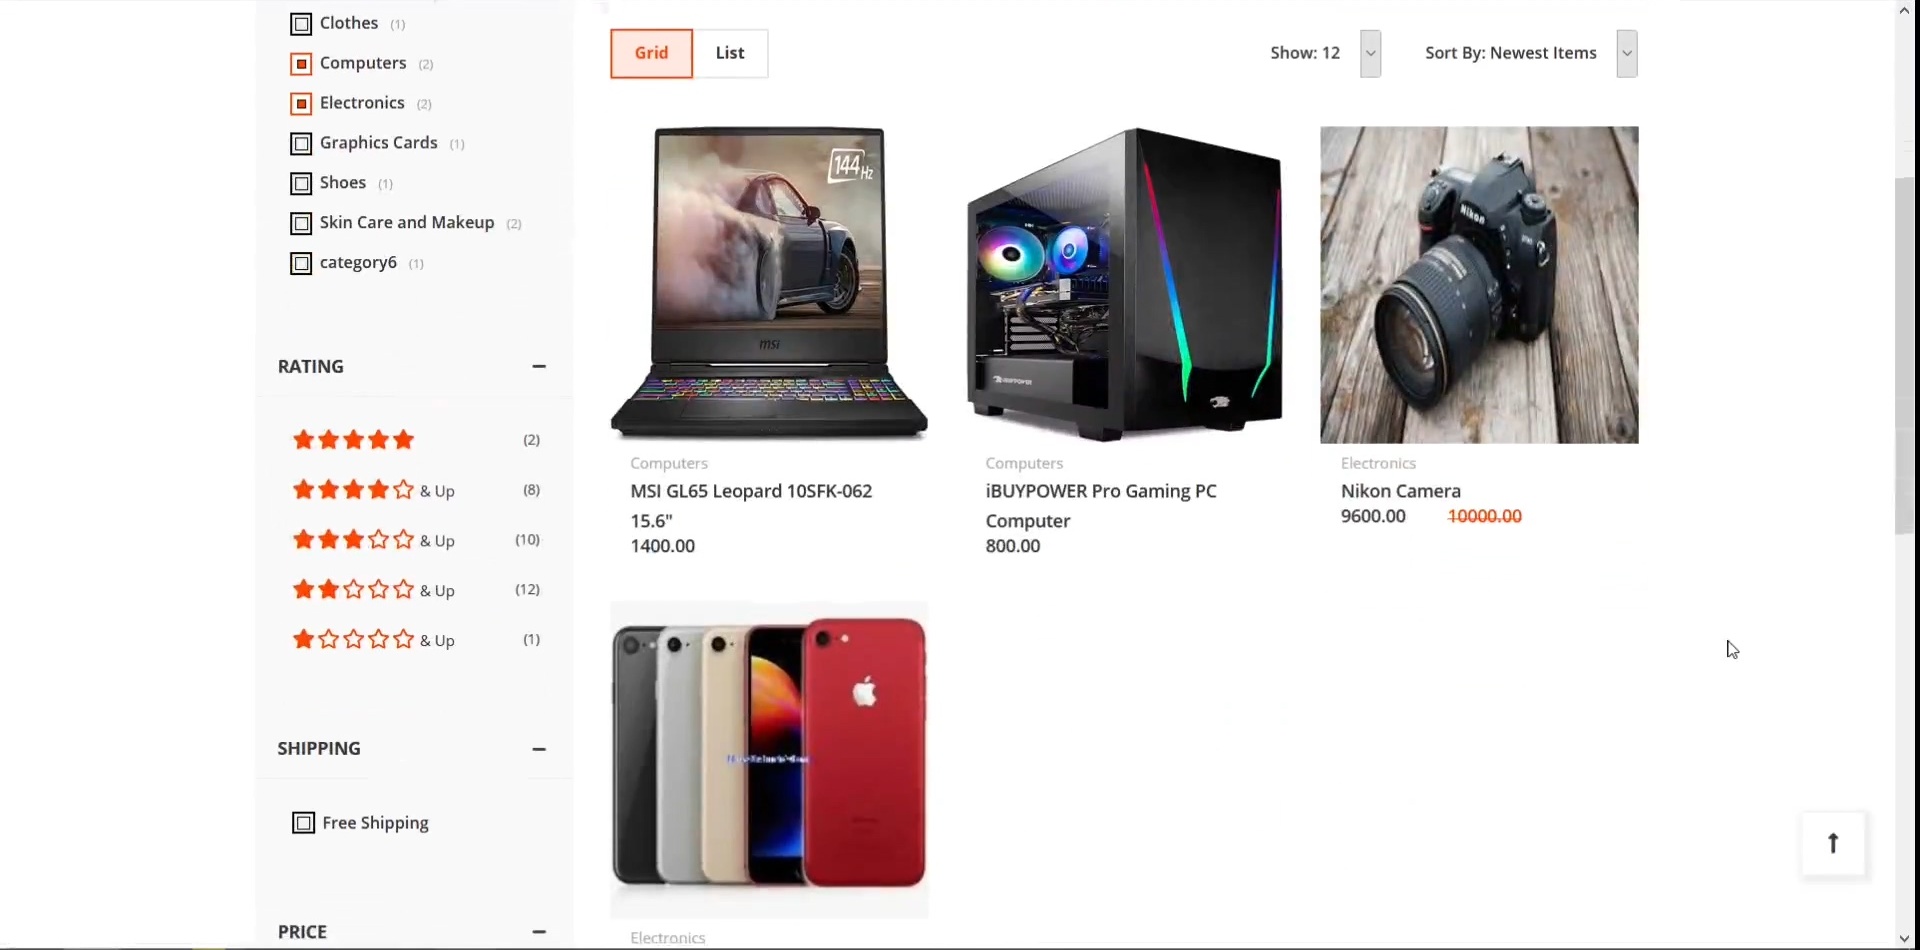 Clothes (1)
Computers (2)
Electronics (2)
Graphics Cards (1)
Shoes (1)
Skin Care and Makeup (2)
category6 (1)
RATING
(2)
& Up (8)
& Up (10)
& Up (12)
& Up (1)
SHIPPING
Free Shipping
PRICE
Grid List Show: 12 Sort By: Newest Items
144Hz
msi
Computers
MSI GL65 Leopard 10SFK-062
15.6"
1400.00
iBUYPOWER
Computers
iBUYPOWER Pro Gaming PC
Computer
800.00
Nikon
Electronics
Nikon Camera
9600.00 10000.00
Electronics